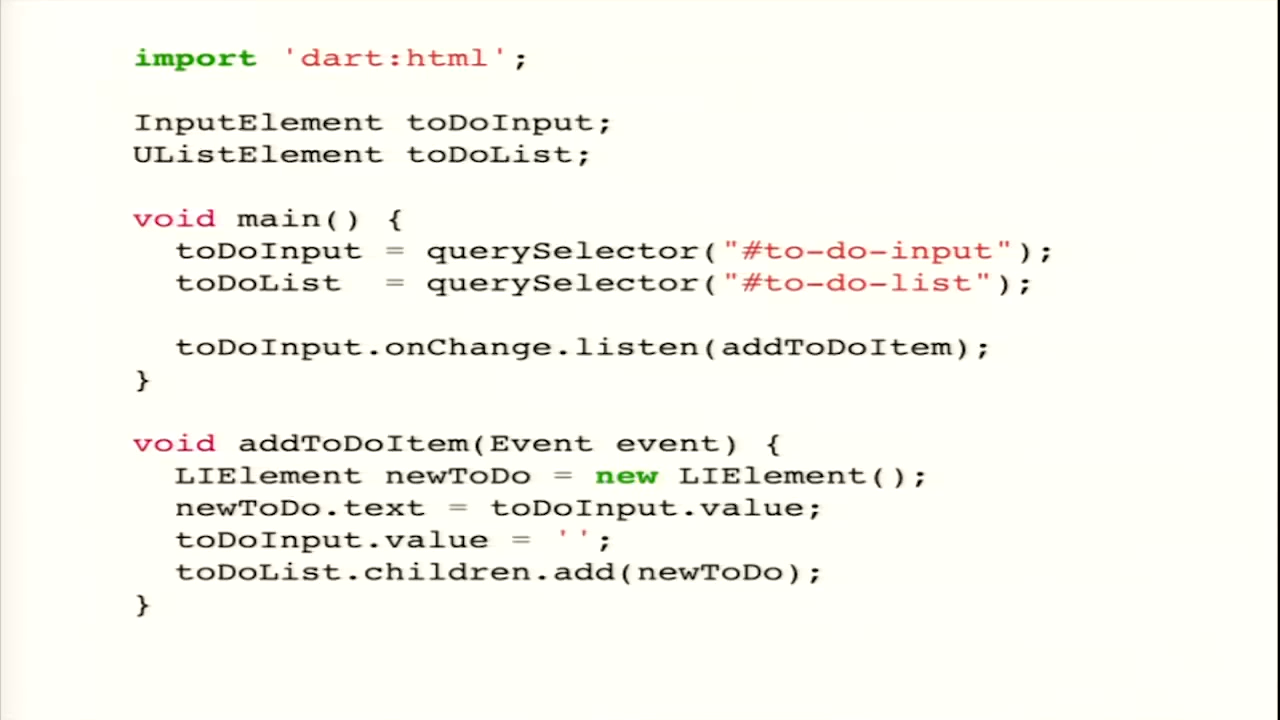 import 'dart:html';
InputElement toDoInput;
UListElement toDoList;
void main() {
toDoInput = querySelector("#to-do-input");
toDoList = querySelector("#to-do-list");
toDoInput.onChange.listen(addToDoItem);
}
void addToDoItem(Event event) {
LIElement newToDo = new LIElement();
newToDo.text = toDoInput.value;
toDoInput.value = '';
toDoList.children.add(newToDo);
}